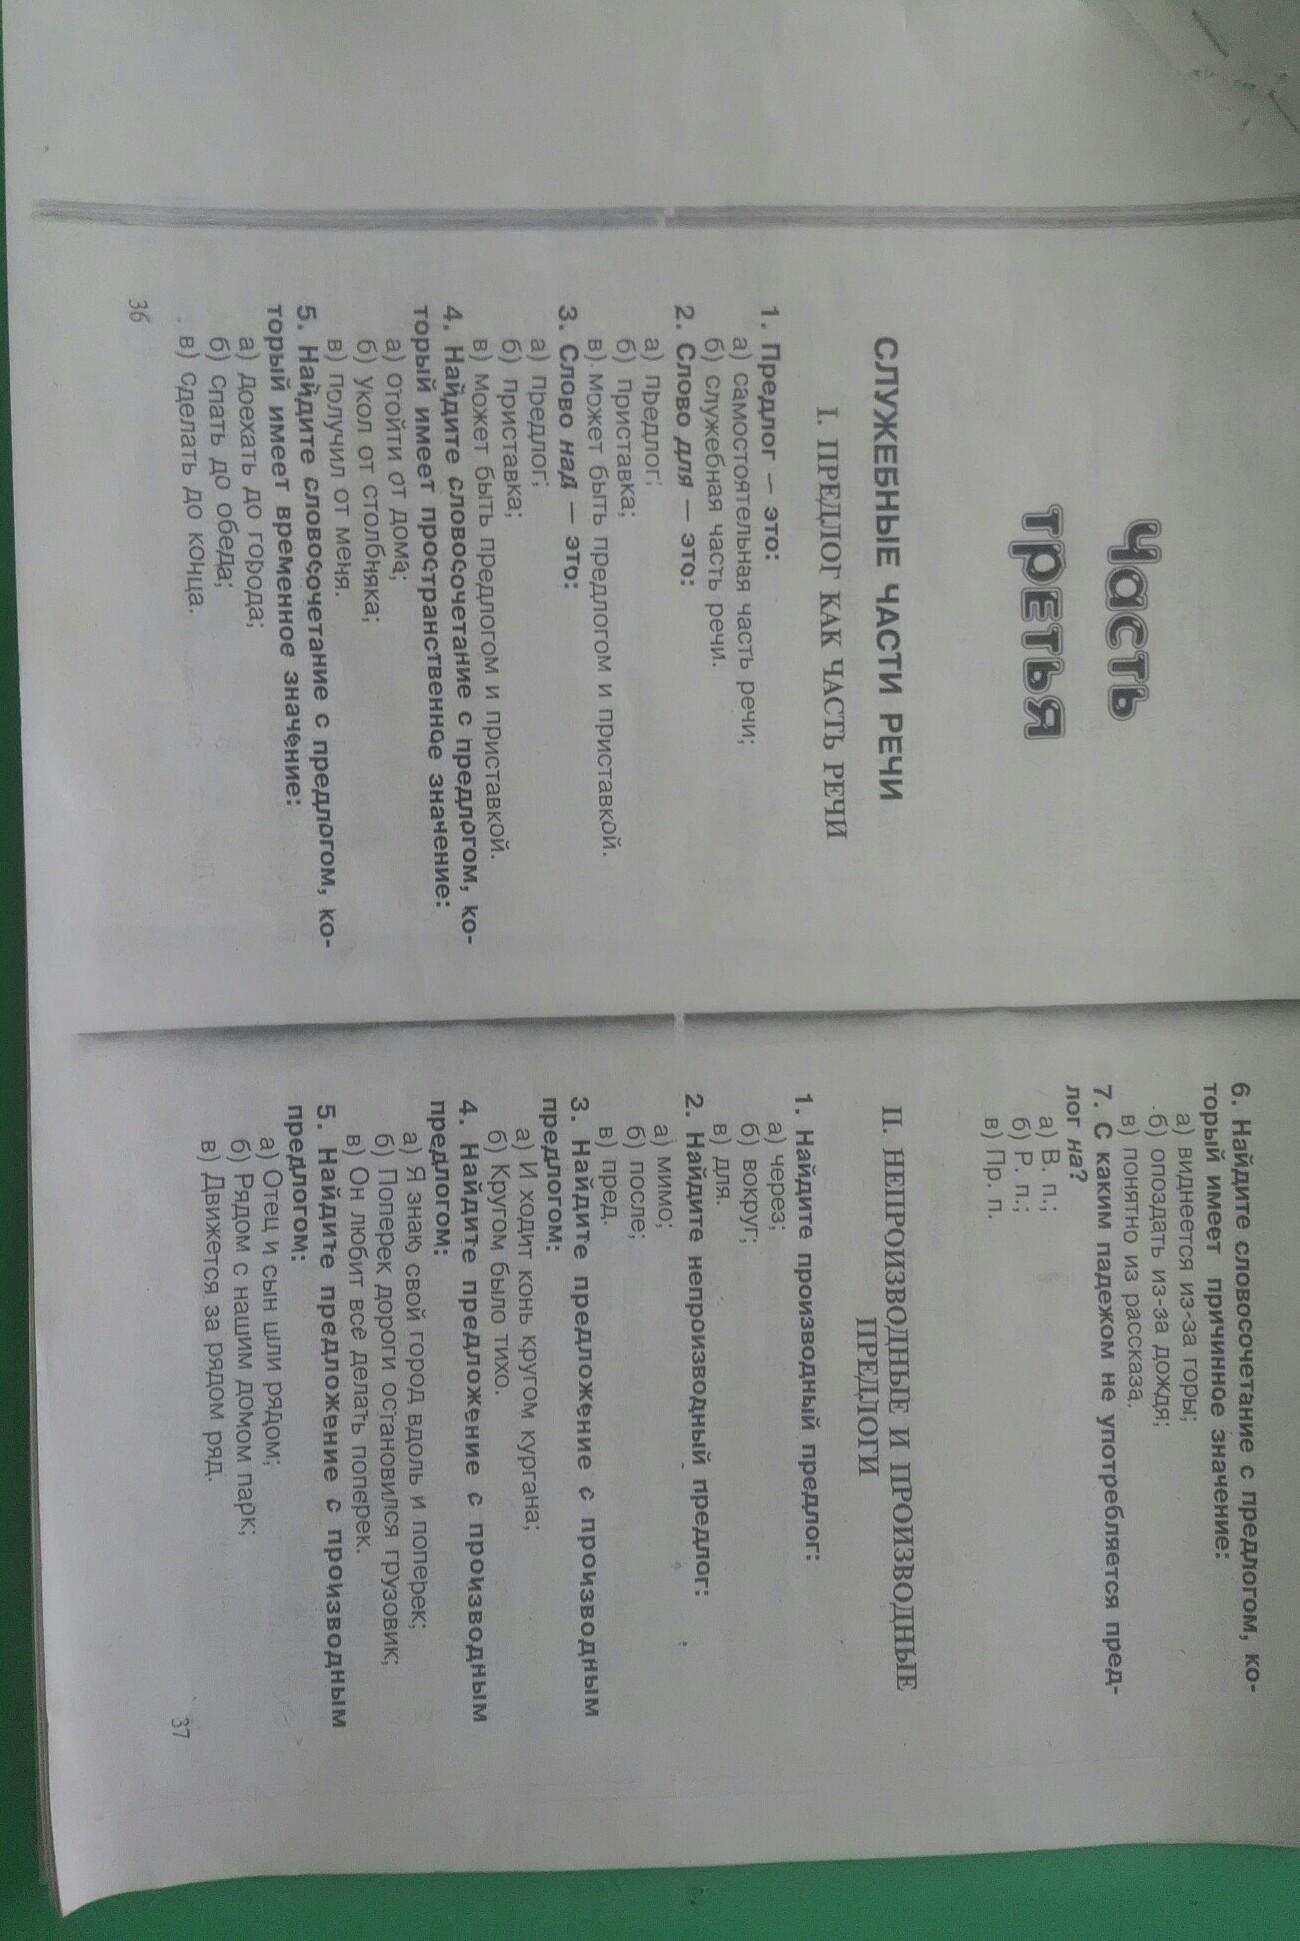 Часть
третья
СЛУЖЕБНЫЕ ЧАСТИ РЕЧИ
I. ПРЕДЛОГ КАК ЧАСТЬ РЕЧИ
1. Предлог — это:
а) самостоятельная часть речи;
б) служебная часть речи.
2. Слово для — это:
а) предлог;
б) приставка;
в) может быть предлогом и приставкой.
3. Слово над — это:
а) предлог;
б) приставка;
в) может быть предлогом и приставкой.
4. Найдите словосочетание с предлогом, ко-
торый имеет пространственное значение:
а) отойти от дома;
б) укол от столбняка;
в) получил от меня.
5. Найдите словосочетание с предлогом, ко-
торый имеет временное значение:
а) доехать до города;
б) спать до обеда;
в) сделать до конца.
36
6. Найдите словосочетание с предлогом, ко-
торый имеет причинное значение:
а) виднеется из-за горы;
б) опоздать из-за дождя;
в) понятно из рассказа.
7. С каким падежом не употребляется пред-
лог на?
а) В. п.;
б) Р. п.;
в) Пр. п.
II. НЕПРОИЗВОДНЫЕ И ПРОИЗВОДНЫЕ
ПРЕДЛОГИ
1. Найдите производный предлог:
а) через;
б) вокруг;
в) для.
2. Найдите непроизводный предлог:
а) мимо;
б) после;
в) пред.
3. Найдите предложение с производным
предлогом:
а) И ходит конь кругом кургана;
б) Кругом было тихо.
4. Найдите предложение с производным
предлогом:
а) Я знаю свой город вдоль и поперек;
б) Поперек дороги остановился грузовик;
в) Он любит все делать поперек.
5. Найдите предложение с производным
предлогом:
а) Отец и сын шли рядом;
б) Рядом с нашим домом парк;
в) Движется за рядом ряд.
37